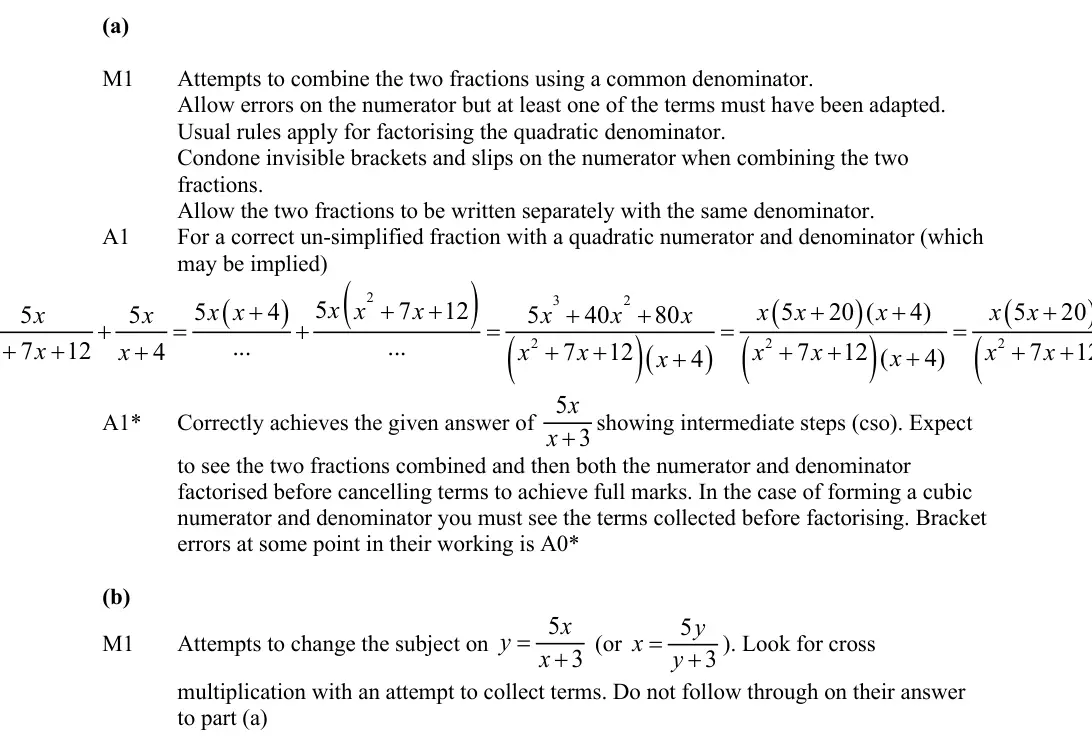 (a)
M1 Attempts to combine the two fractions using a common denominator.
Allow errors on the numerator but at least one of the terms must have been adapted.
Usual rules apply for factorising the quadratic denominator.
Condone invisible brackets and slips on the numerator when combining the two
fractions.
Allow the two fractions to be written separately with the same denominator.
A1 For a correct un-simplified fraction with a quadratic numerator and denominator (which
may be implied)
5x/(+ 7x + 12) + 5x/(x + 4) = 5x(x + 4)/... + 5x(x² + 7x + 12)/... = (5x³ + 40x² + 80x)/((x² + 7x + 12)(x + 4)) = x(5x + 20)(x + 4)/((x² + 7x + 12)(x + 4)) = x(5x + 20)/(x² + 7x + 12
A1* Correctly achieves the given answer of 5x/(x + 3) showing intermediate steps (cso). Expect
to see the two fractions combined and then both the numerator and denominator
factorised before cancelling terms to achieve full marks. In the case of forming a cubic
numerator and denominator you must see the terms collected before factorising. Bracket
errors at some point in their working is A0*
(b)
M1 Attempts to change the subject on y = 5x/(x + 3) (or x = 5y/(y + 3)). Look for cross
multiplication with an attempt to collect terms. Do not follow through on their answer
to part (a)